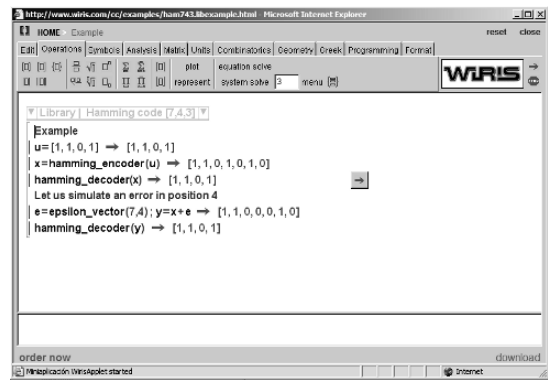 http://www.wiris.com/cc/examples/ham743.libexample.html - Microsoft Internet Explorer
HOME > Example reset close
Edit Operations Symbols Analysis Matrix Units Combinatorics Geometry Greek Programming Format
plot equation solve
represent system solve 3 menu
WIRIS
Library | Hamming code [7,4,3]
Example
u=[1,1,0,1] → [1,1,0,1]
x=hamming_encoder(u) → [1,1,0,1,0,1,0]
hamming_decoder(x) → [1,1,0,1]
Let us simulate an error in position 4
e=epsilon_vector(7,4); y=x+e → [1,1,0,0,0,1,0]
hamming_decoder(y) → [1,1,0,1]
order now download
Miniaplicación WirisApplet started Internet